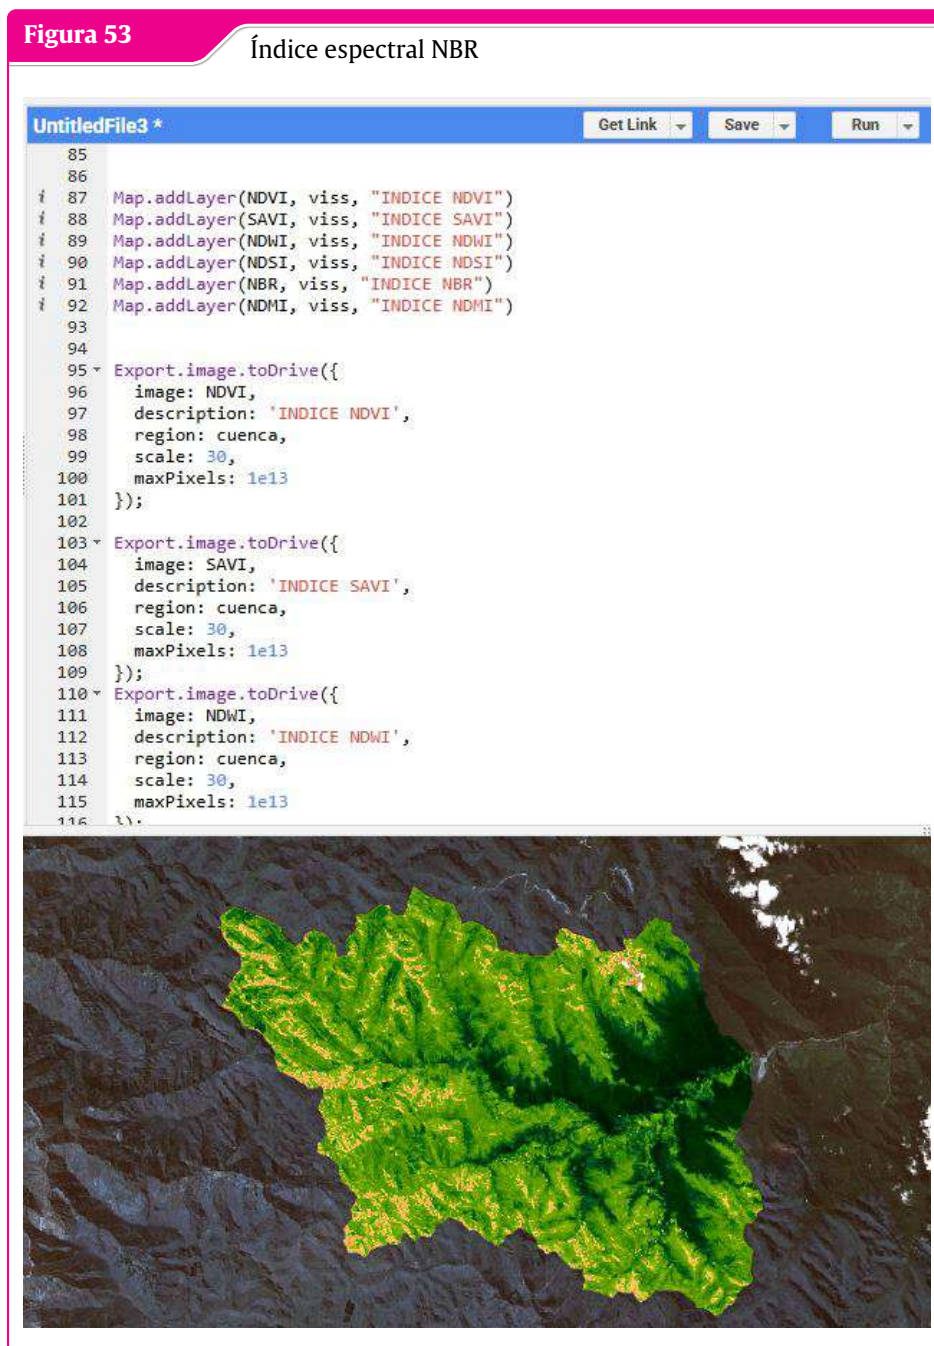 Figura 53
Índice espectral NBR
UntitledFile3 *
Get Link
Save
Run
85
86
i 87 Map.addLayer(NDVI, viss, "INDICE NDVI")
i 88 Map.addLayer(SAVI, viss, "INDICE SAVI")
i 89 Map.addLayer(NDWI, viss, "INDICE NDWI")
i 90 Map.addLayer(NDSI, viss, "INDICE NDSI")
i 91 Map.addLayer(NBR, viss, "INDICE NBR")
i 92 Map.addLayer(NDMI, viss, "INDICE NDMI")
93
94
95 Export.image.toDrive({
96 image: NDVI,
97 description: 'INDICE NDVI',
98 region: cuenca,
99 scale: 30,
100 maxPixels: 1e13
101 });
102
103 Export.image.toDrive({
104 image: SAVI,
105 description: 'INDICE SAVI',
106 region: cuenca,
107 scale: 30,
108 maxPixels: 1e13
109 });
110 Export.image.toDrive({
111 image: NDWI,
112 description: 'INDICE NDWI',
113 region: cuenca,
114 scale: 30,
115 maxPixels: 1e13
116 });